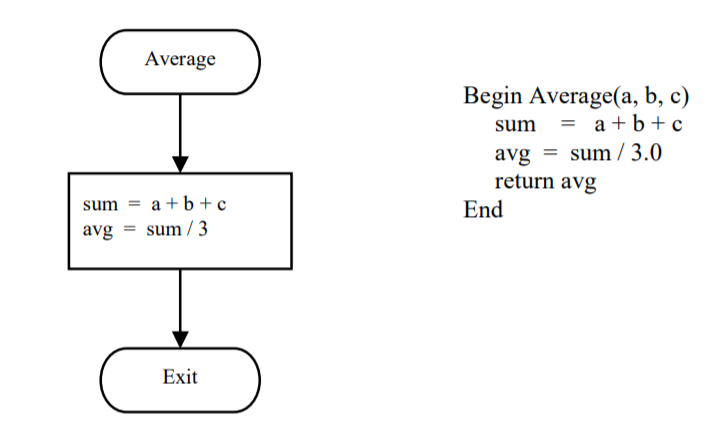 Average
sum = a + b + c
avg = sum / 3
Exit
Begin Average(a, b, c)
sum = a + b + c
avg = sum / 3.0
return avg
End